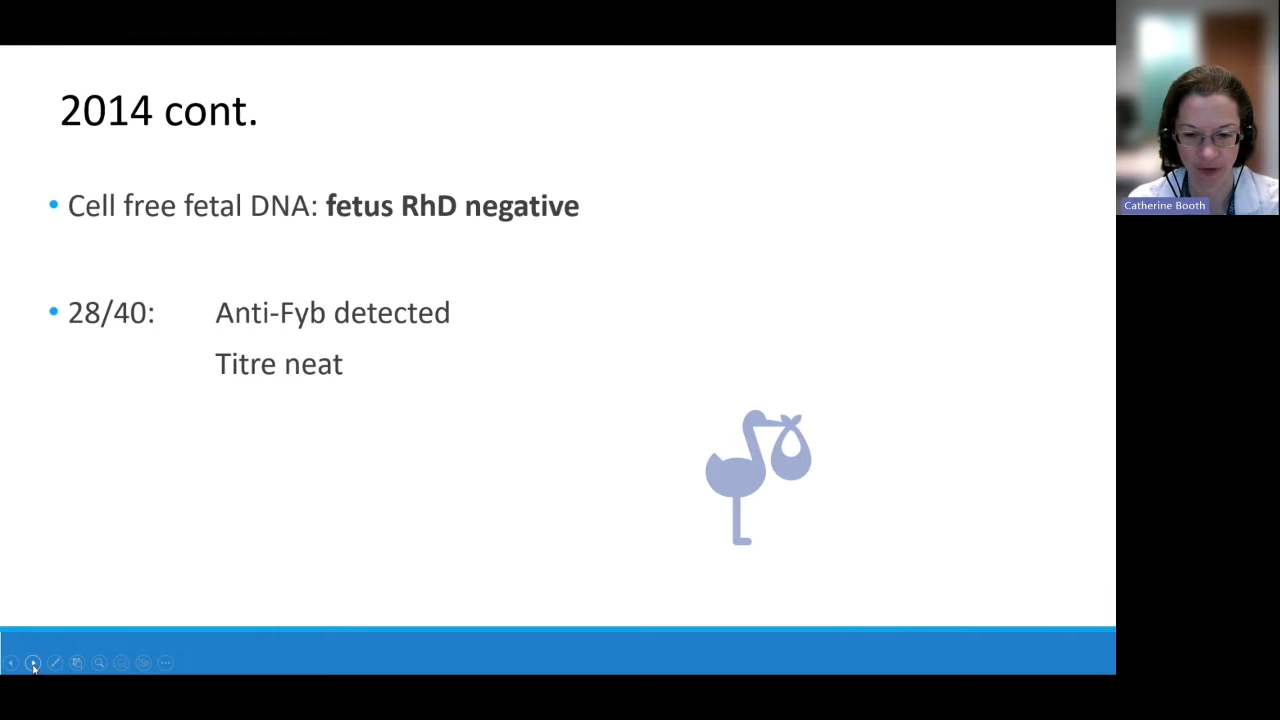 2014 cont.
• Cell free fetal DNA: fetus RhD negative
• 28/40: Anti-Fyb detected
Titre neat
Catherine Booth